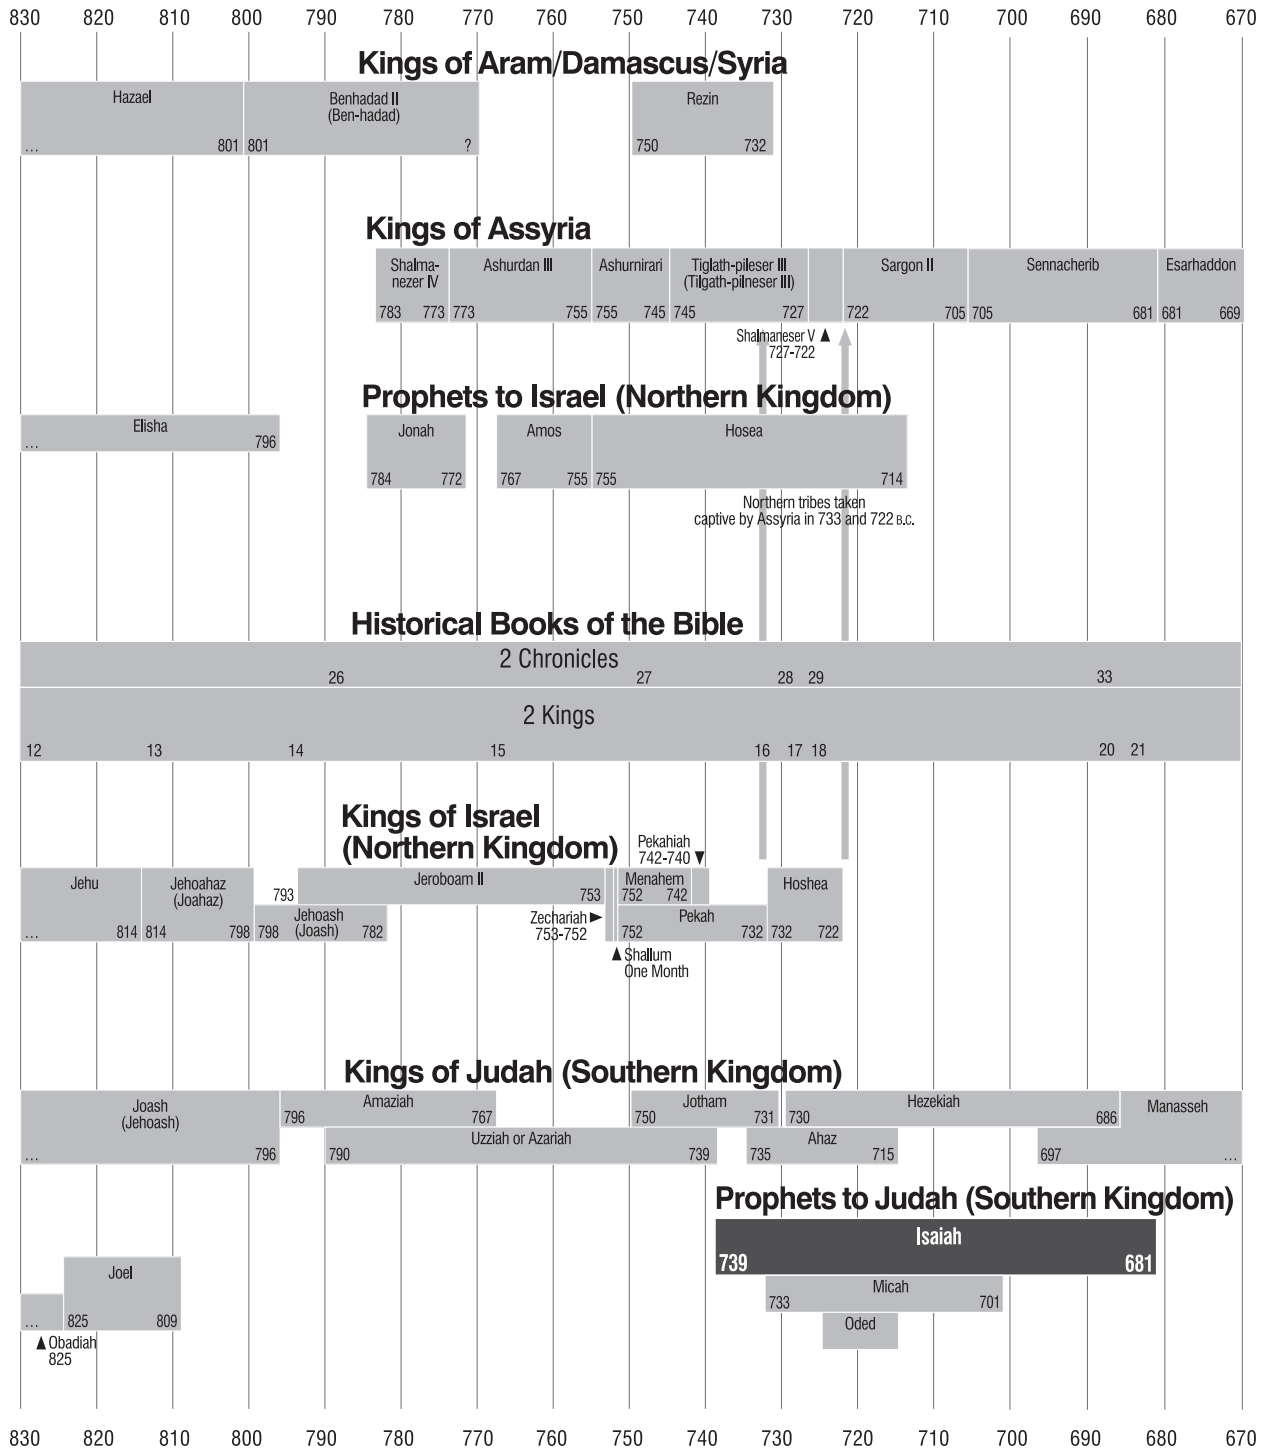 830 820 810 800 790 780 770 760 750 740 730 720 710 700 690 680 670
Kings of Aram/Damascus/Syria
Hazael
... 801
Benhadad II
(Ben-hadad)
801 ?
Rezin
750 732
Kings of Assyria
Shalma-
nezer IV
783 773
Ashurdan III
773 755
Ashurnirari
755 745
Tiglath-pileser III
(Tilgath-pilneser III)
745 727
Sargon II
722 705
Sennacherib
705 681
Esarhaddon
681 669
Shalmaneser V ▲
727-722
Prophets to Israel (Northern Kingdom)
Elisha
... 796
Jonah
784 772
Amos
767 755
Hosea
755 714
Northern tribes taken
captive by Assyria in 733 and 722 B.C.
Historical Books of the Bible
2 Chronicles
26 27 28 29 33
2 Kings
12 13 14 15 16 17 18 20 21
Kings of Israel
(Northern Kingdom)
Pekahiah
742-740 ▼
Jehu
... 814
Jehoahaz
(Joahaz)
814 798
Jeroboam II
793 753
Jehoash
(Joash)
798 782
Zechariah ►
753-752
Menahem
752 742
Pekah
752 732
Hoshea
732 722
▲ Shallum
One Month
Kings of Judah (Southern Kingdom)
Joash
(Jehoash)
... 796
Amaziah
796 767
Uzziah or Azariah
790 739
Jotham
750 731
Ahaz
735 715
Hezekiah
730 686
Manasseh
697 ...
Prophets to Judah (Southern Kingdom)
Isaiah
739 681
Joel
825 809
...
▲ Obadiah
825
Micah
733 701
Oded
830 820 810 800 790 780 770 760 750 740 730 720 710 700 690 680 670